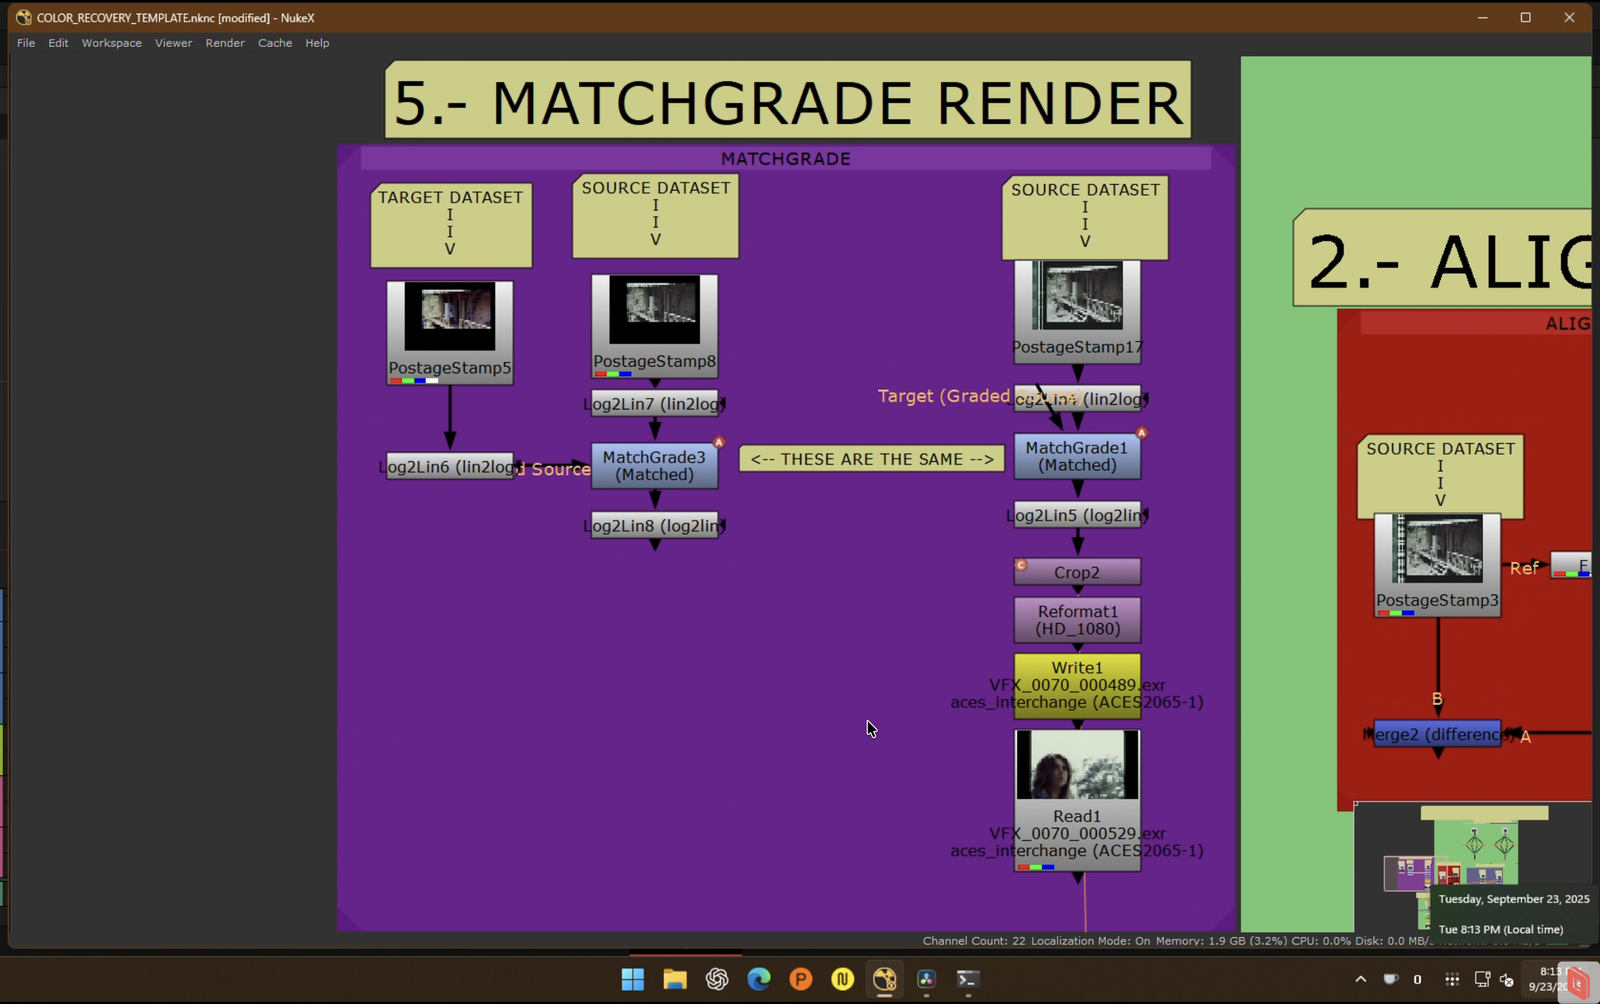 COLOR_RECOVERY_TEMPLATE.nknc [modified] - NukeX
File Edit Workspace Viewer Render Cache Help
5.- MATCHGRADE RENDER
MATCHGRADE
TARGET DATASET
I
I
V
SOURCE DATASET
I
I
V
SOURCE DATASET
I
I
V
PostageStamp5
PostageStamp8
PostageStamp17
Log2Lin7 (lin2log)
Target (Graded
(lin2log)
Log2Lin6 (lin2log)
d Source
MatchGrade3
(Matched)
<-- THESE ARE THE SAME -->
MatchGrade1
(Matched)
Log2Lin8 (log2lin)
Log2Lin5 (log2lin)
Crop2
Reformat1
(HD_1080)
Write1
VFX_0070_000489.exr
aces_interchange (ACES2065-1)
Read1
VFX_0070_000529.exr
aces_interchange (ACES2065-1)
2.- ALIG
ALIG
SOURCE DATASET
I
I
V
PostageStamp3
Ref
F
B
Merge2 (difference)
A
Tuesday, September 23, 2025
Tue 8:13 PM (Local time)
Channel Count: 22 Localization Mode: On Memory: 1.9 GB (3.2%) CPU: 0.0% Disk: 0.0 MB/
0
8:13
9/23/20